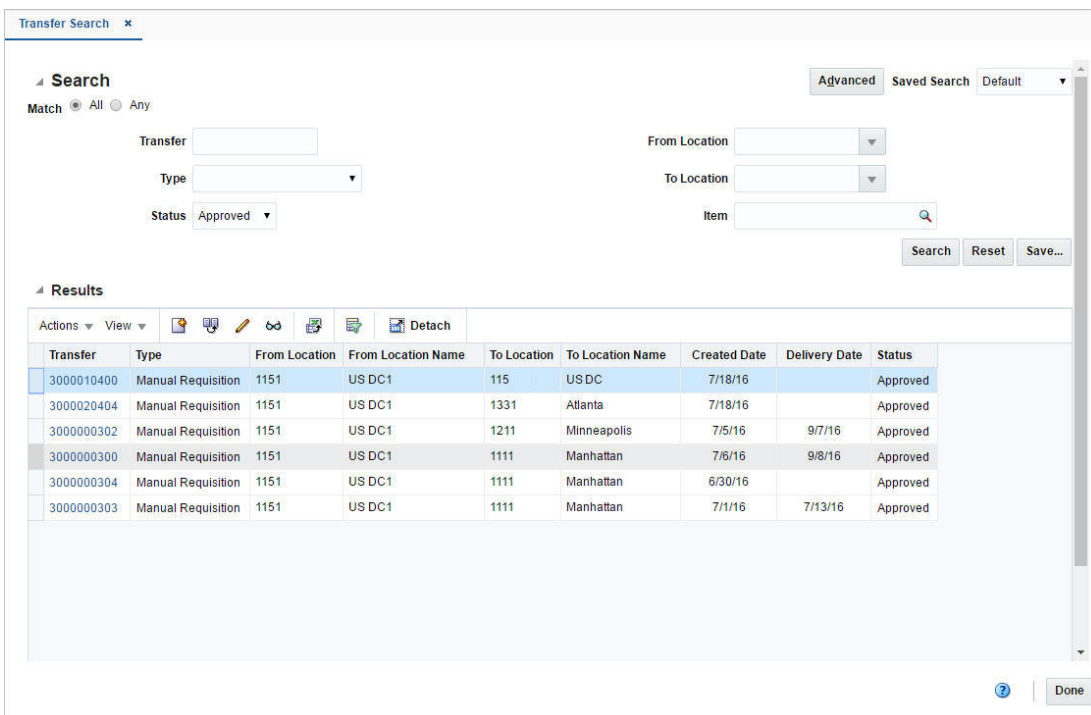 Transfer Search ×
Search
Advanced Saved Search Default
Match All Any
Transfer From Location
Type To Location
Status Approved Item
Search Reset Save...
Results
Actions View Detach
Transfer Type From Location From Location Name To Location To Location Name Created Date Delivery Date Status
3000010400 Manual Requisition 1151 US DC1 115 US DC 7/18/16 Approved
3000020404 Manual Requisition 1151 US DC1 1331 Atlanta 7/18/16 Approved
3000000302 Manual Requisition 1151 US DC1 1211 Minneapolis 7/5/16 9/7/16 Approved
3000000300 Manual Requisition 1151 US DC1 1111 Manhattan 7/6/16 9/8/16 Approved
3000000304 Manual Requisition 1151 US DC1 1111 Manhattan 6/30/16 Approved
3000000303 Manual Requisition 1151 US DC1 1111 Manhattan 7/1/16 7/13/16 Approved
? Done